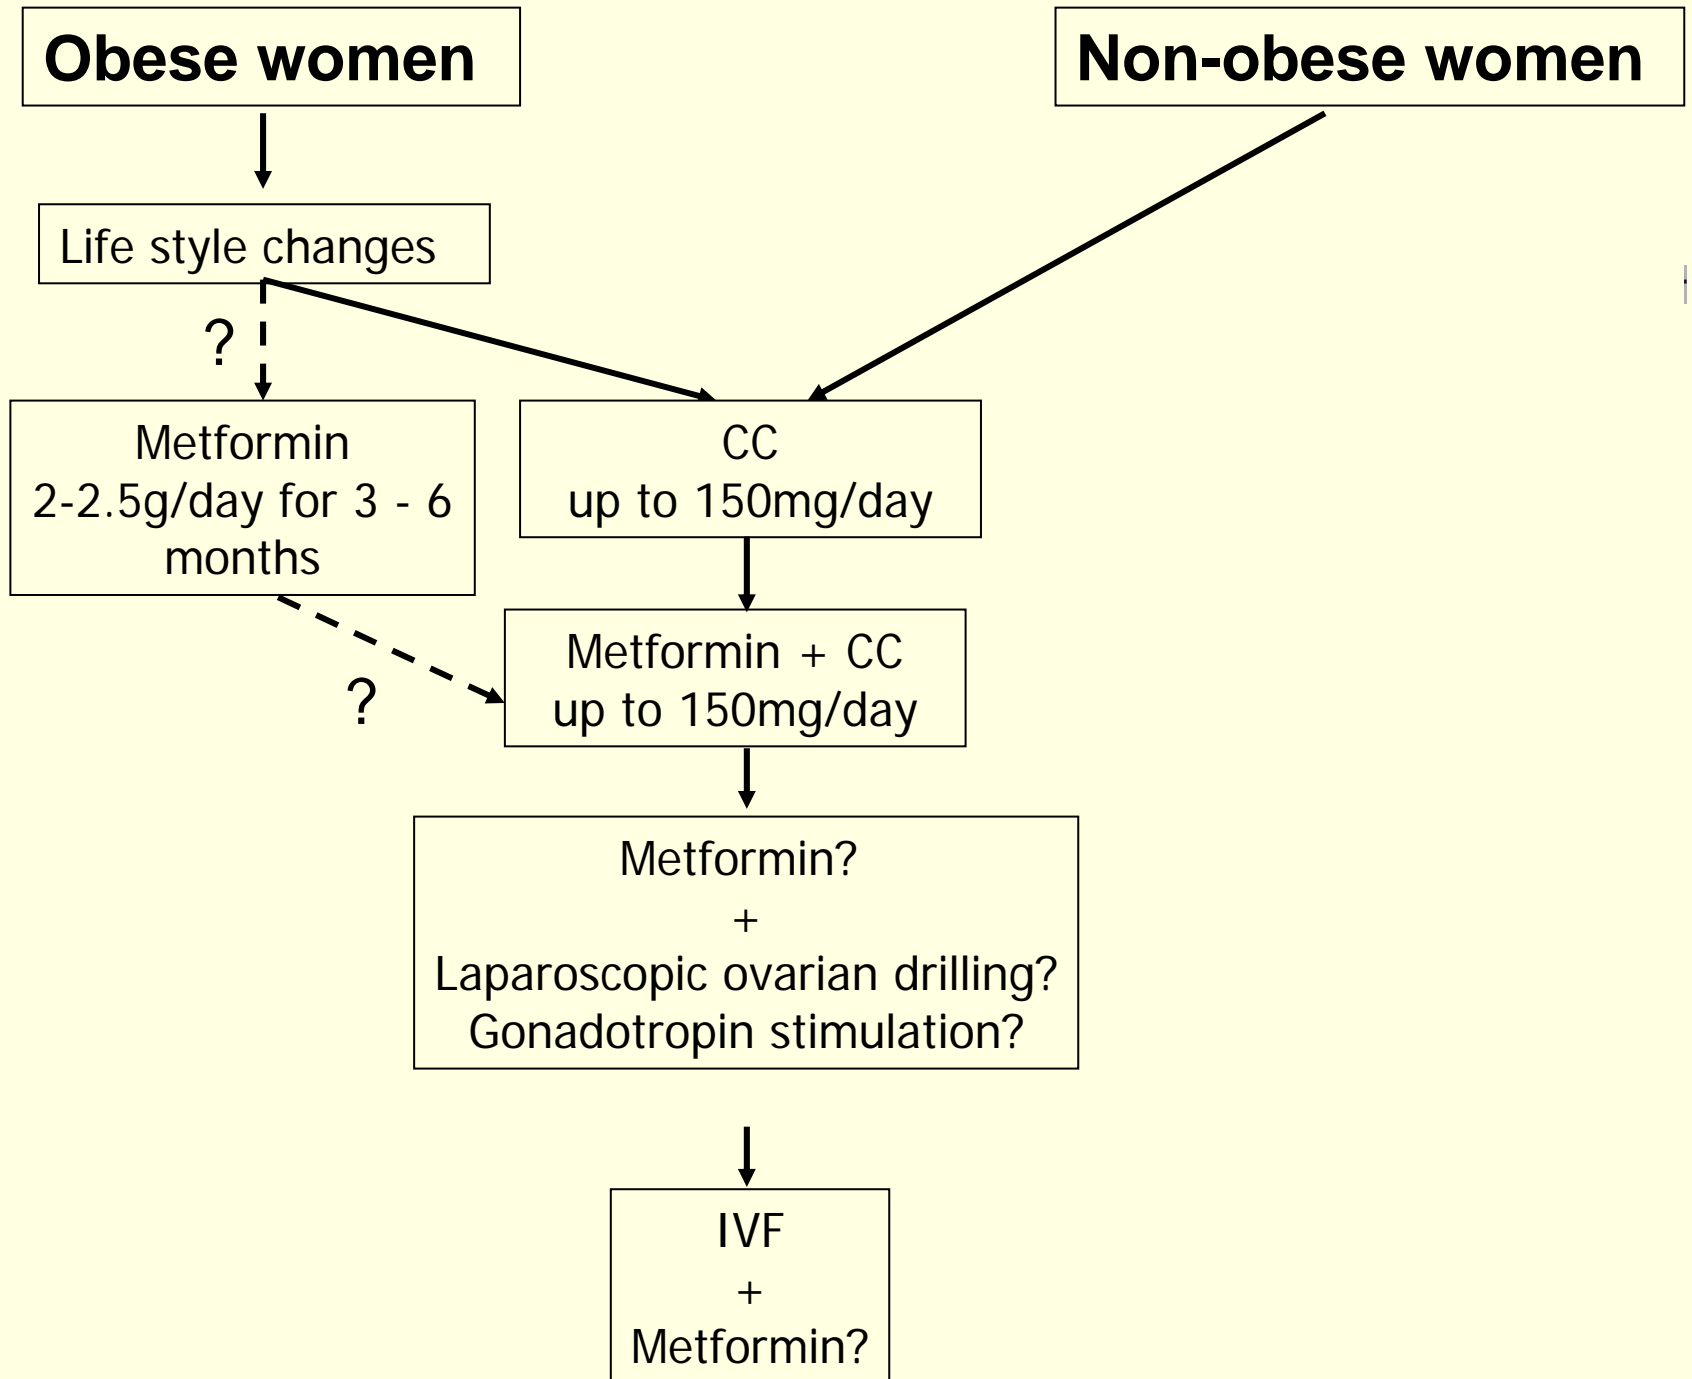 Obese women
Non-obese women
Life style changes
?
Metformin
2-2.5g/day for 3 - 6
months
CC
up to 150mg/day
?
Metformin + CC
up to 150mg/day
Metformin?
+
Laparoscopic ovarian drilling?
Gonadotropin stimulation?
IVF
+
Metformin?